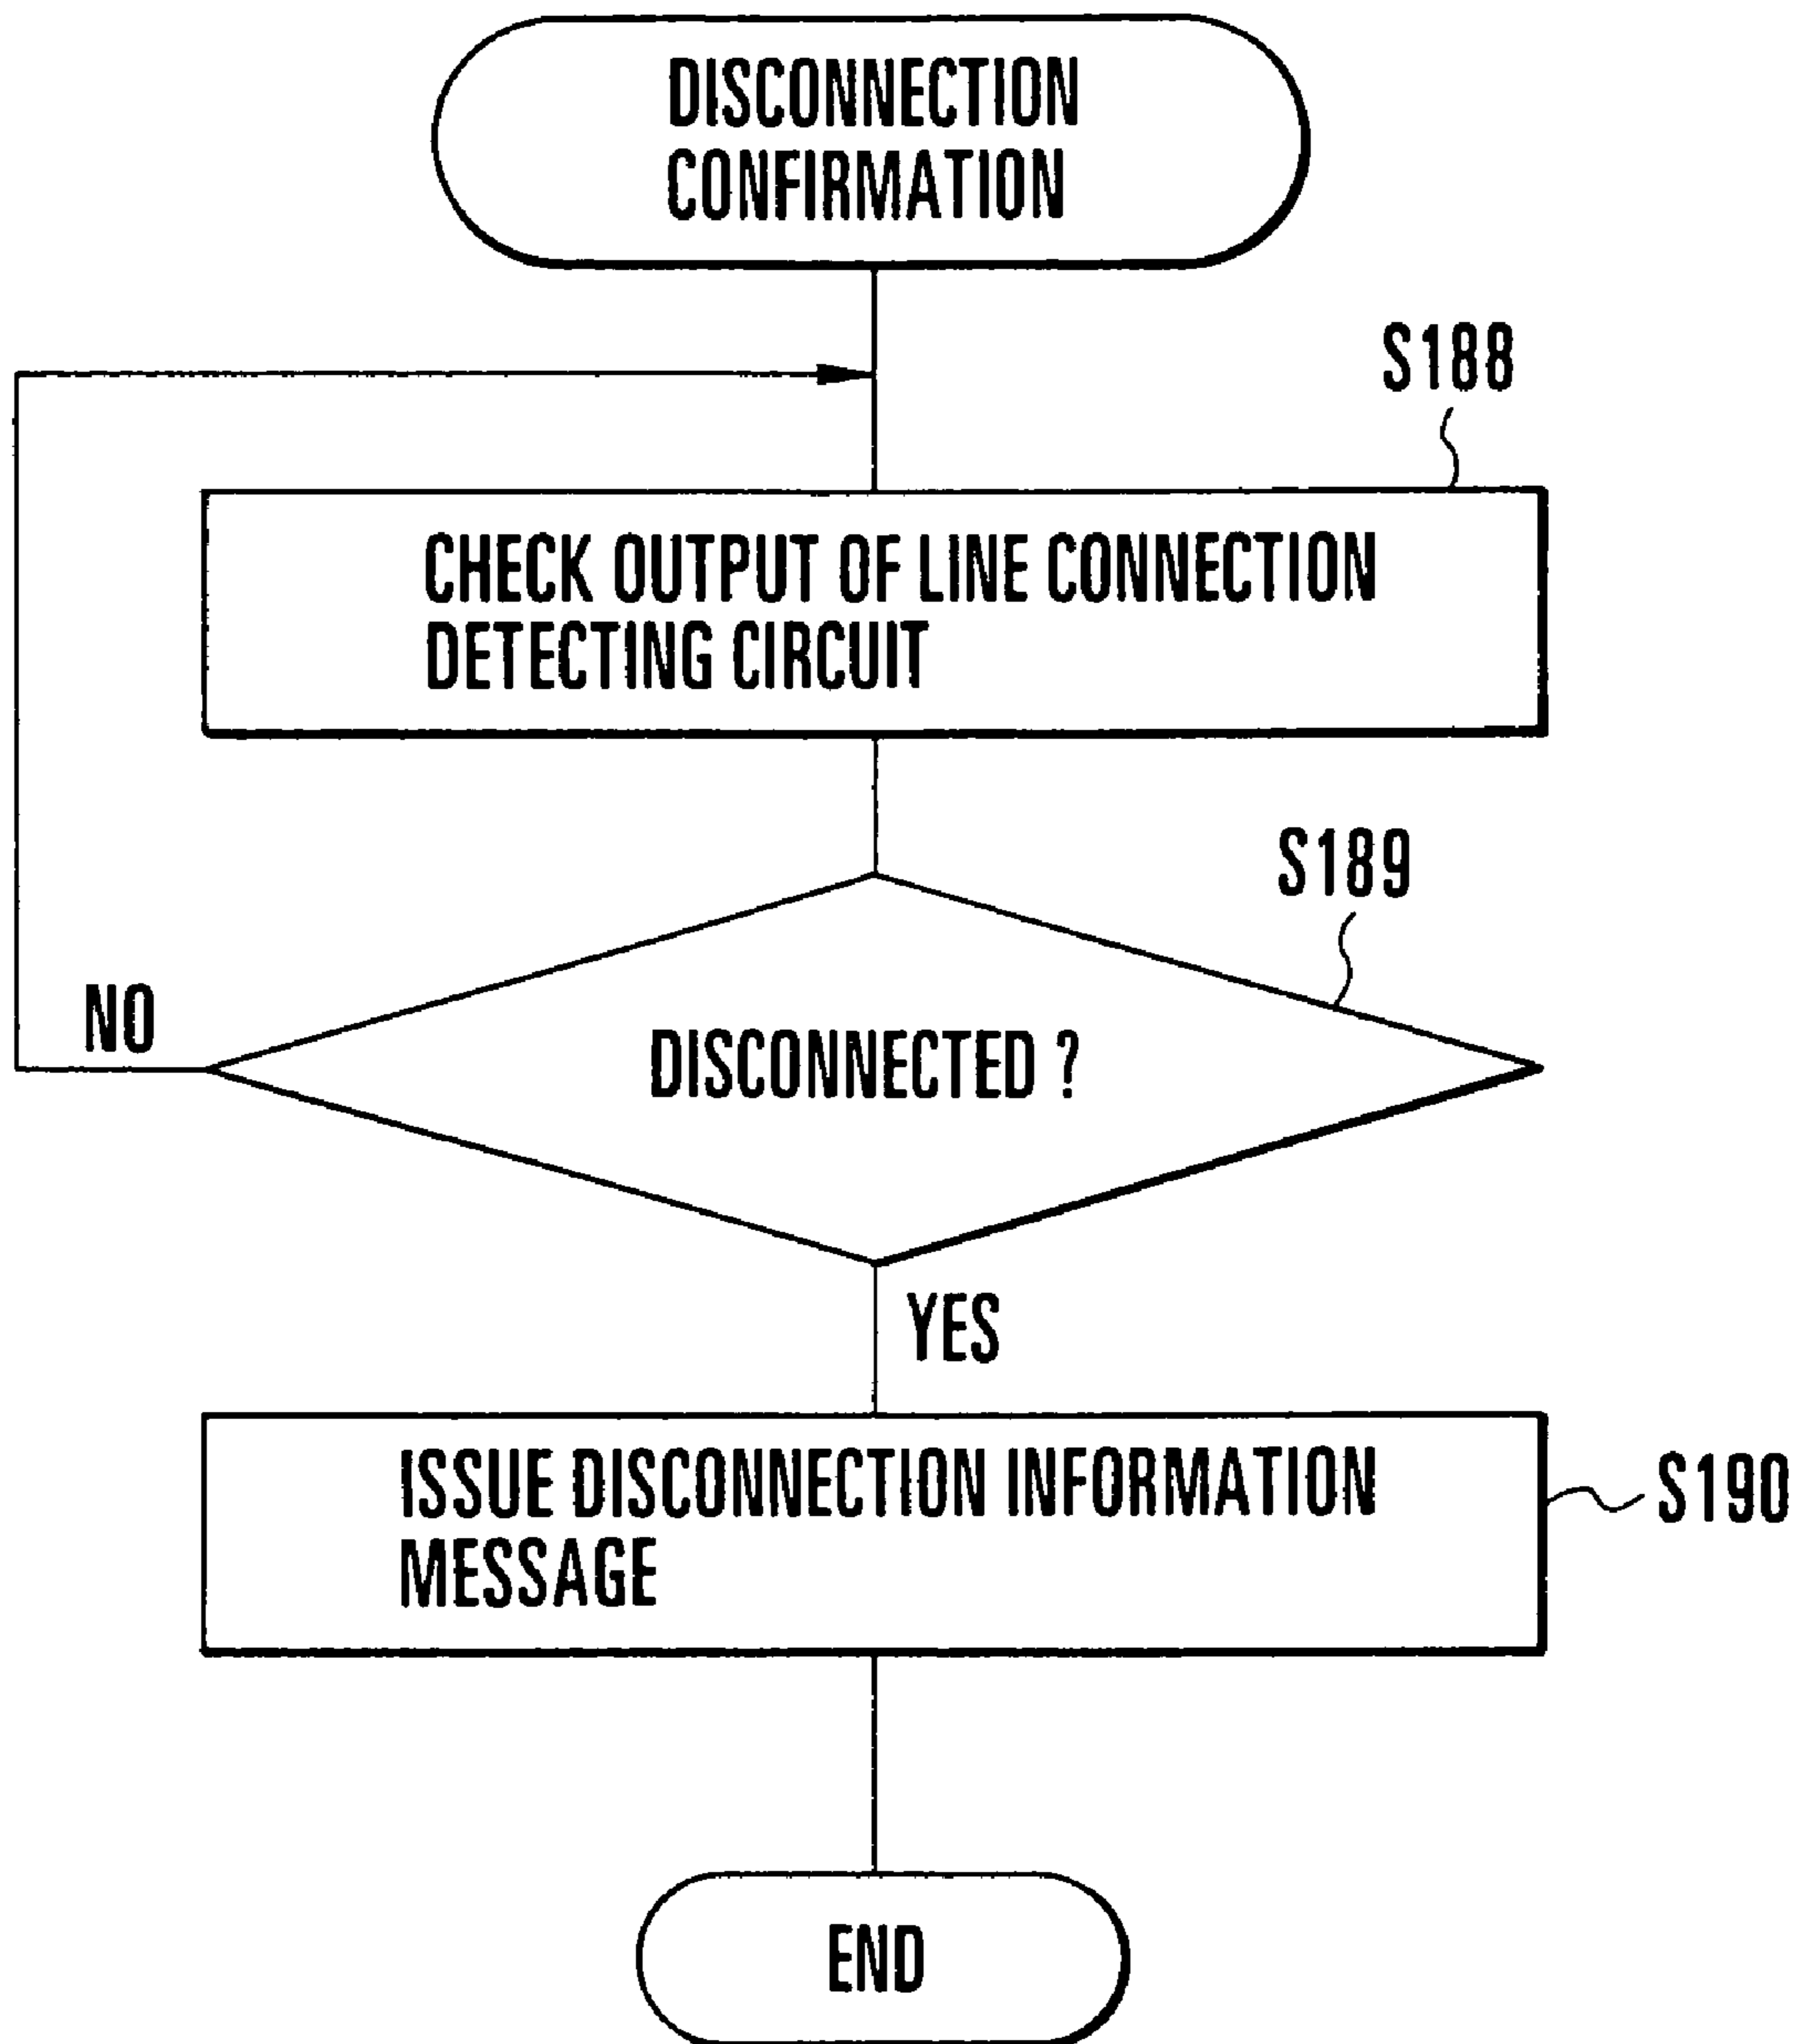 DISCONNECTION
CONFIRMATION
S188
CHECK OUTPUT OF LINE CONNECTION
DETECTING CIRCUIT
S189
NO
DISCONNECTED ?
YES
ISSUE DISCONNECTION INFORMATION
MESSAGE
S190
END